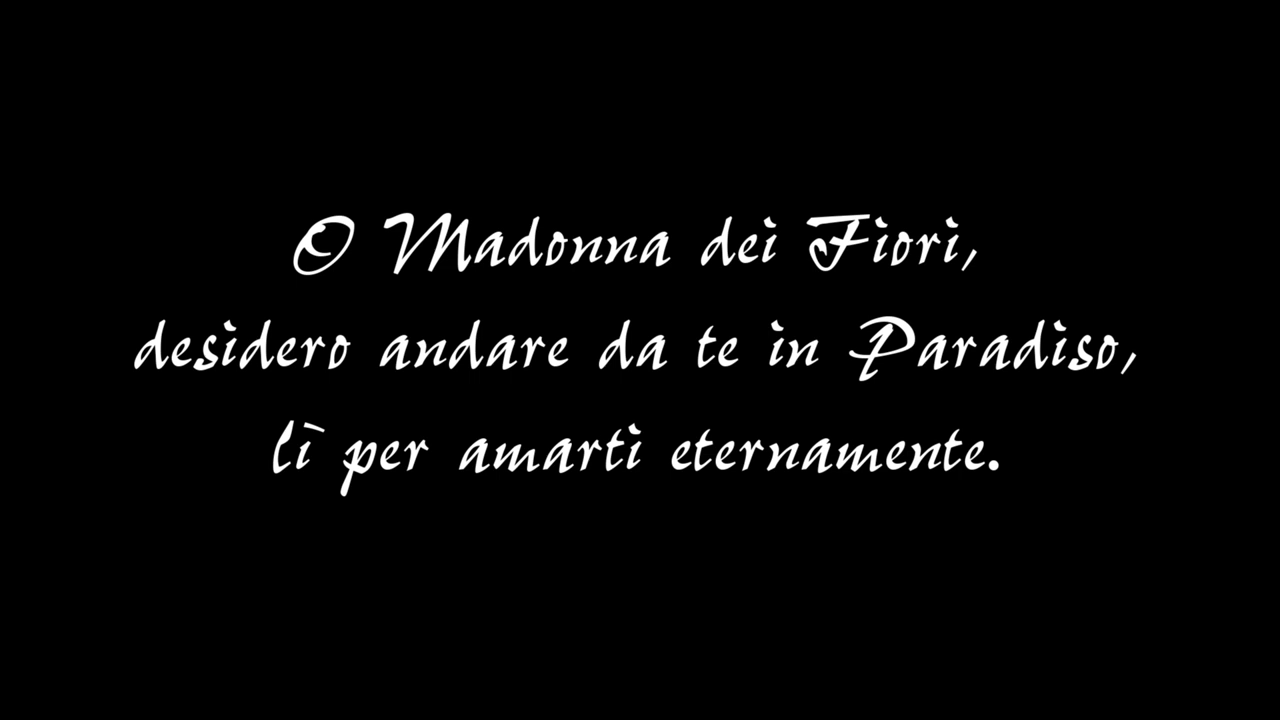 O Madonna dei Fiori,
desidero andare da te in Paradiso,
lì per amarti eternamente.